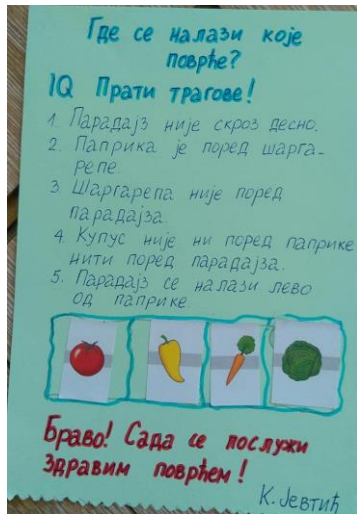 Где се налази које
поврће?
IQ Прати трагове!
1. Парадајз није скроз десно.
2. Паприка је поред шарга-
репе.
3 Шаргарепа није поред
парадајза
4. Купус није ни поред паприке
нити поред парадајза.
5. Парадајз се налази лево
од паприке.
Браво! Сада се послужи
здравим поврћем!
К. Јевтић